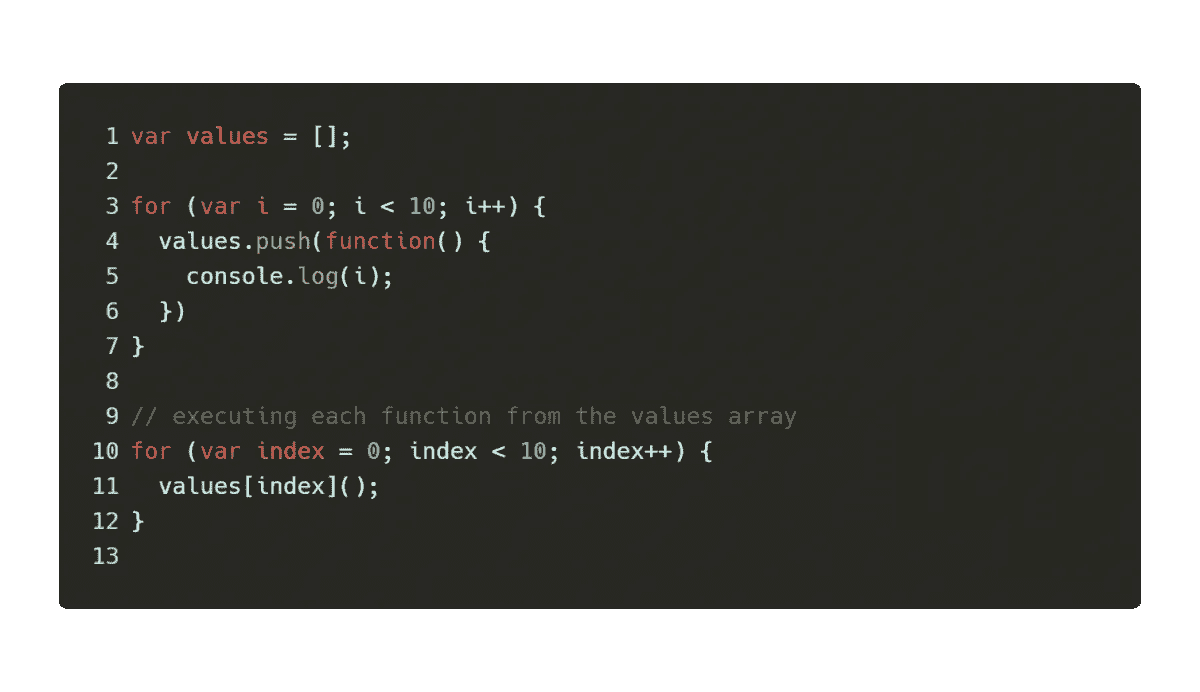 1 var values = [];
2
3 for (var i = 0; i < 10; i++) {
4   values.push(function() {
5     console.log(i);
6   })
7 }
8
9 // executing each function from the values array
10 for (var index = 0; index < 10; index++) {
11   values[index]();
12 }
13